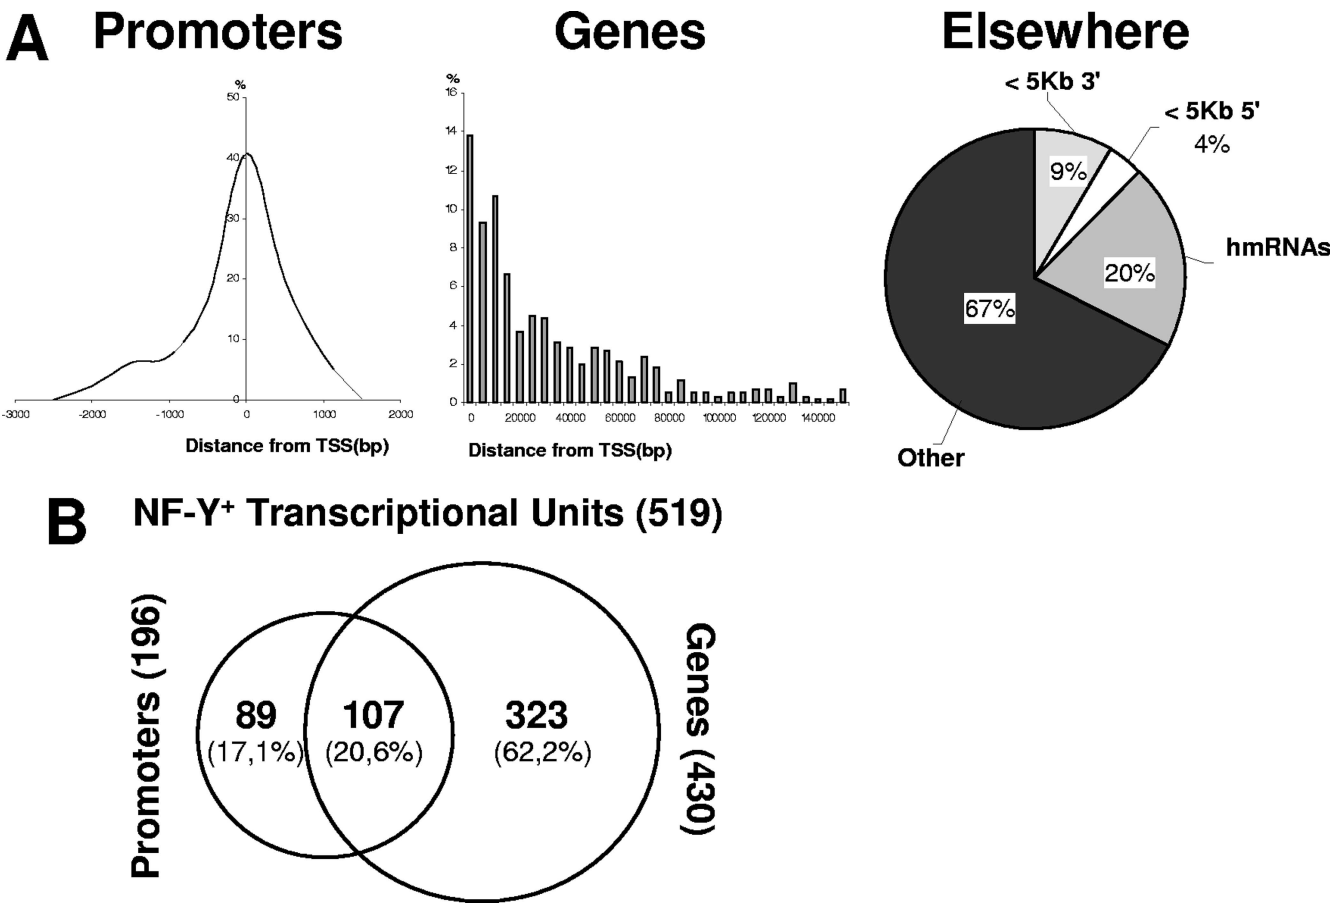 A
Promoters
Genes
Elsewhere
%
50
40
30
20
10
0
-3000
-2000
-1000
0
1000
2000
Distance from TSS(bp)
%
16
14
12
10
8
6
4
2
0
0
20000
40000
60000
80000
100000
120000
140000
Distance from TSS(bp)
< 5Kb 3'
< 5Kb 5'
4%
9%
hmRNAs
20%
67%
Other
B
NF-Y+ Transcriptional Units (519)
Promoters (196)
89
(17,1%)
107
(20,6%)
323
(62,2%)
Genes (430)